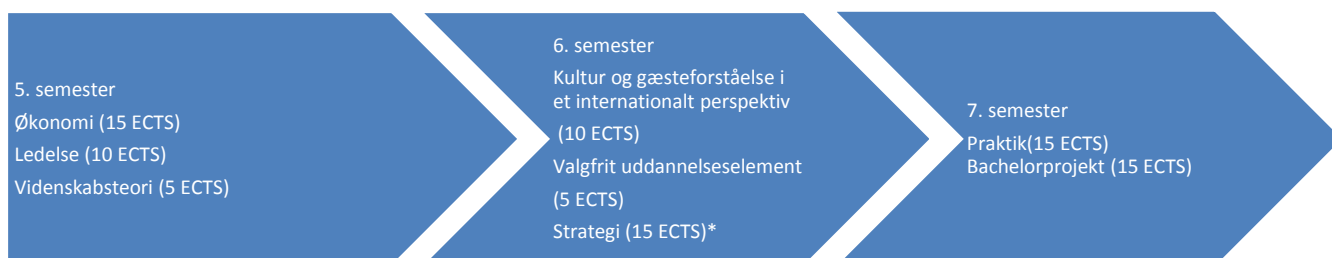 5. semester
Økonomi (15 ECTS)
Ledelse (10 ECTS)
Videnskabsteori (5 ECTS)
6. semester
Kultur og gæsteforståelse i
et internationalt perspektiv
(10 ECTS)
Valgfrit uddannelseselement
(5 ECTS)
Strategi (15 ECTS)*
7. semester
Praktik(15 ECTS)
Bachelorprojekt (15 ECTS)